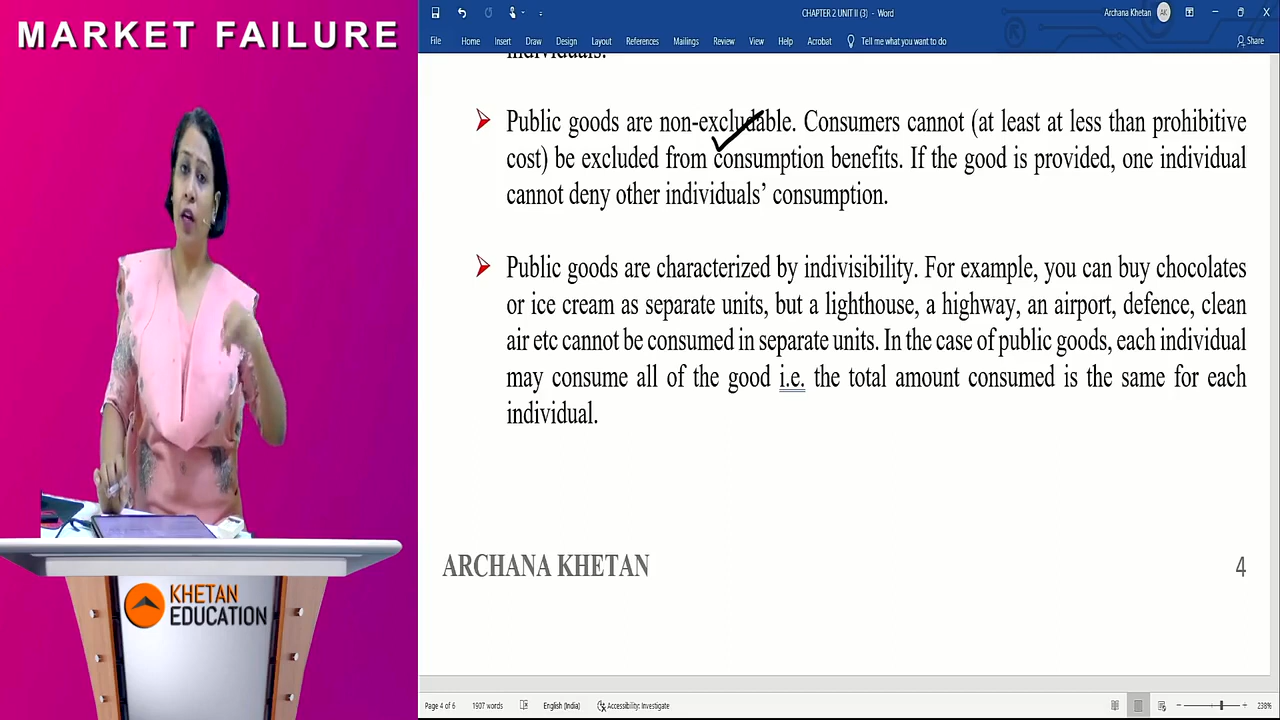 MARKET FAILURE
CHAPTER 2 UNIT II (3) - Word
Archana Khetan
AK
File
Home
Insert
Draw
Design
Layout
References
Mailings
Review
View
Help
Acrobat
Tell me what you want to do
Share
individuals.
Public goods are non-excludable. Consumers cannot (at least at less than prohibitive
cost) be excluded from consumption benefits. If the good is provided, one individual
cannot deny other individuals’ consumption.
Public goods are characterized by indivisibility. For example, you can buy chocolates
or ice cream as separate units, but a lighthouse, a highway, an airport, defence, clean
air etc cannot be consumed in separate units. In the case of public goods, each individual
may consume all of the good i.e. the total amount consumed is the same for each
individual.
ARCHANA KHETAN
4
KHETAN
EDUCATION
Page 4 of 6
1907 words
English (India)
Accessibility: Investigate
238%